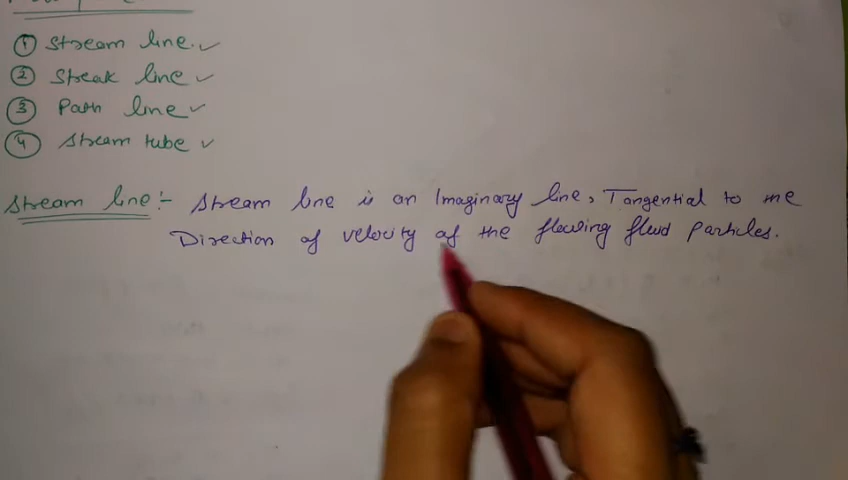 ① Stream line. ✓
② Streak line ✓
③ Path line ✓
④ Stream tube ✓
Stream line :- Stream line is an Imaginary line, Tangential to the
Direction of velocity of the flowing fluid particles.